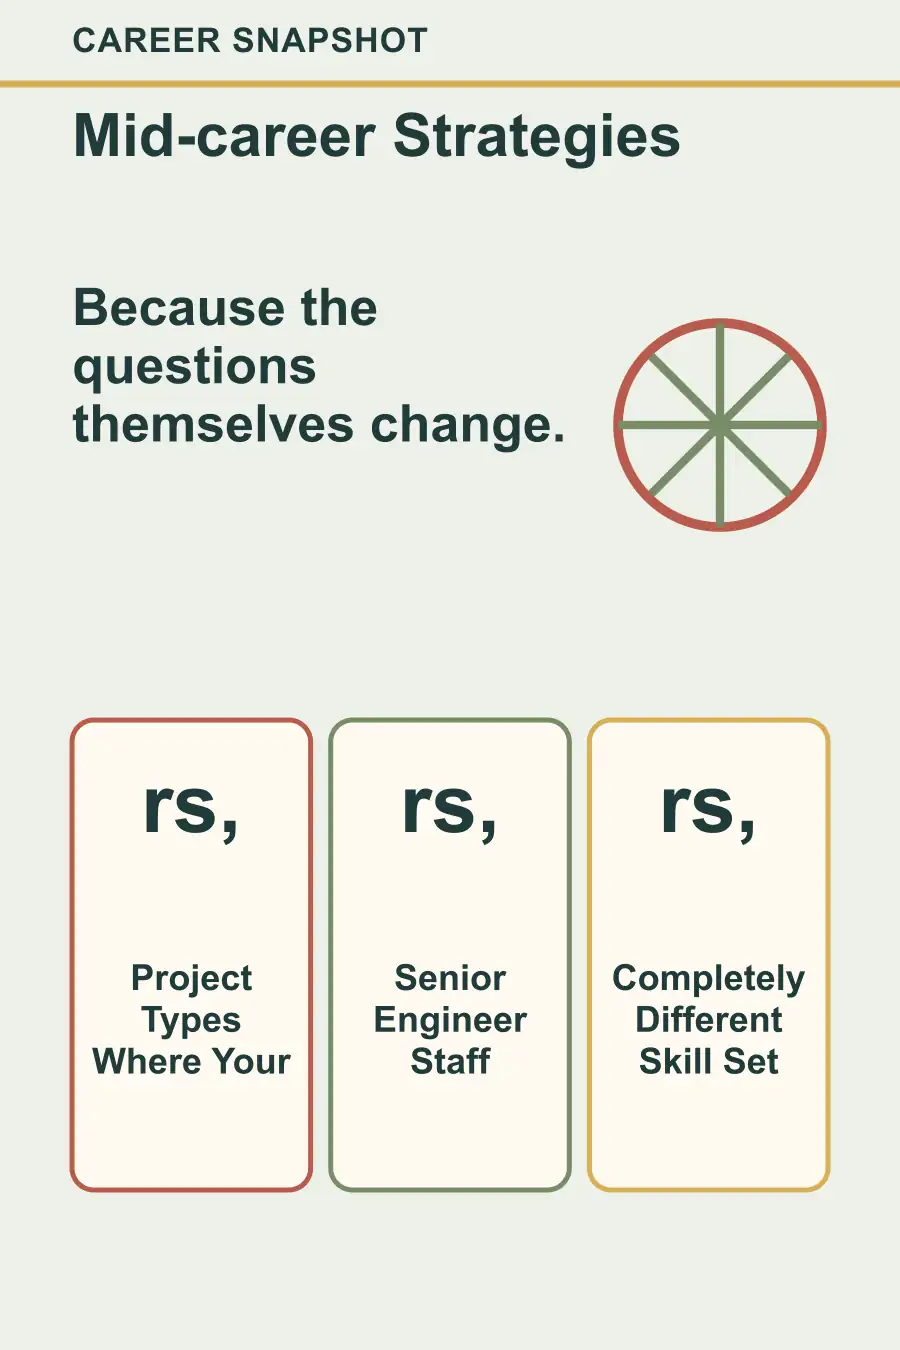 CAREER SNAPSHOT
Mid-career Strategies
Because the
questions
themselves change.
rs,
Project
Types
Where Your
rs,
Senior
Engineer
Staff
rs,
Completely
Different
Skill Set